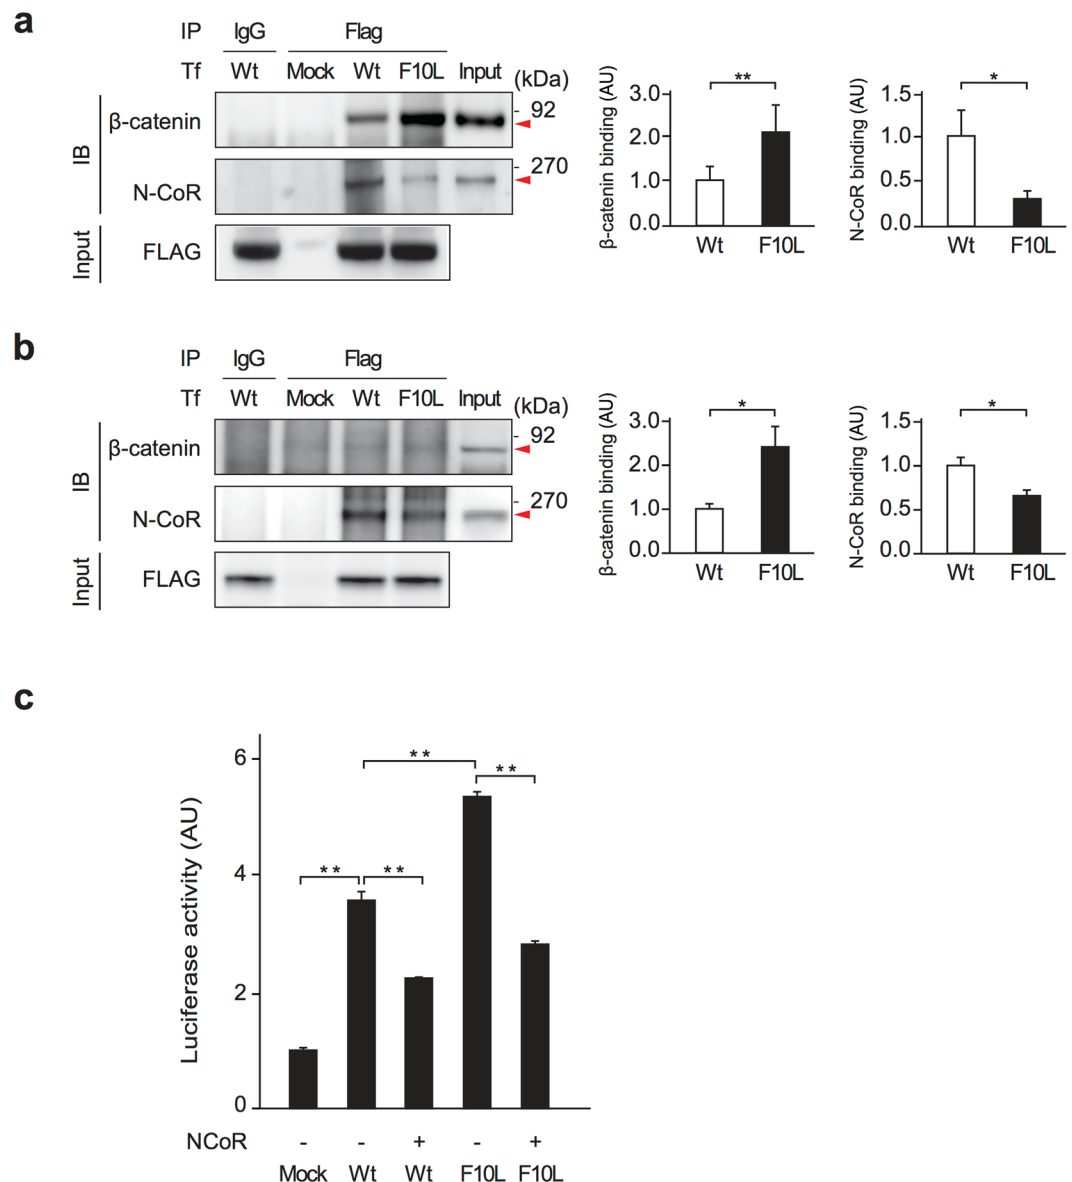 a
IP IgG Flag
Tf Wt Mock Wt F10L Input (kDa)
IB
β-catenin - 92
N-CoR - 270
Input
FLAG
β-catenin binding (AU)
3.0
2.0
1.0
0.0
**
Wt F10L
N-CoR binding (AU)
1.5
1.0
0.5
0.0
*
Wt F10L
b
IP IgG Flag
Tf Wt Mock Wt F10L Input (kDa)
IB
β-catenin - 92
N-CoR - 270
Input
FLAG
β-catenin binding (AU)
3.0
2.0
1.0
0.0
*
Wt F10L
N-CoR binding (AU)
1.5
1.0
0.5
0.0
*
Wt F10L
c
Luciferase activity (AU)
6
4
2
0
** **
** **
NCoR - - + - +
Mock Wt Wt F10L F10L